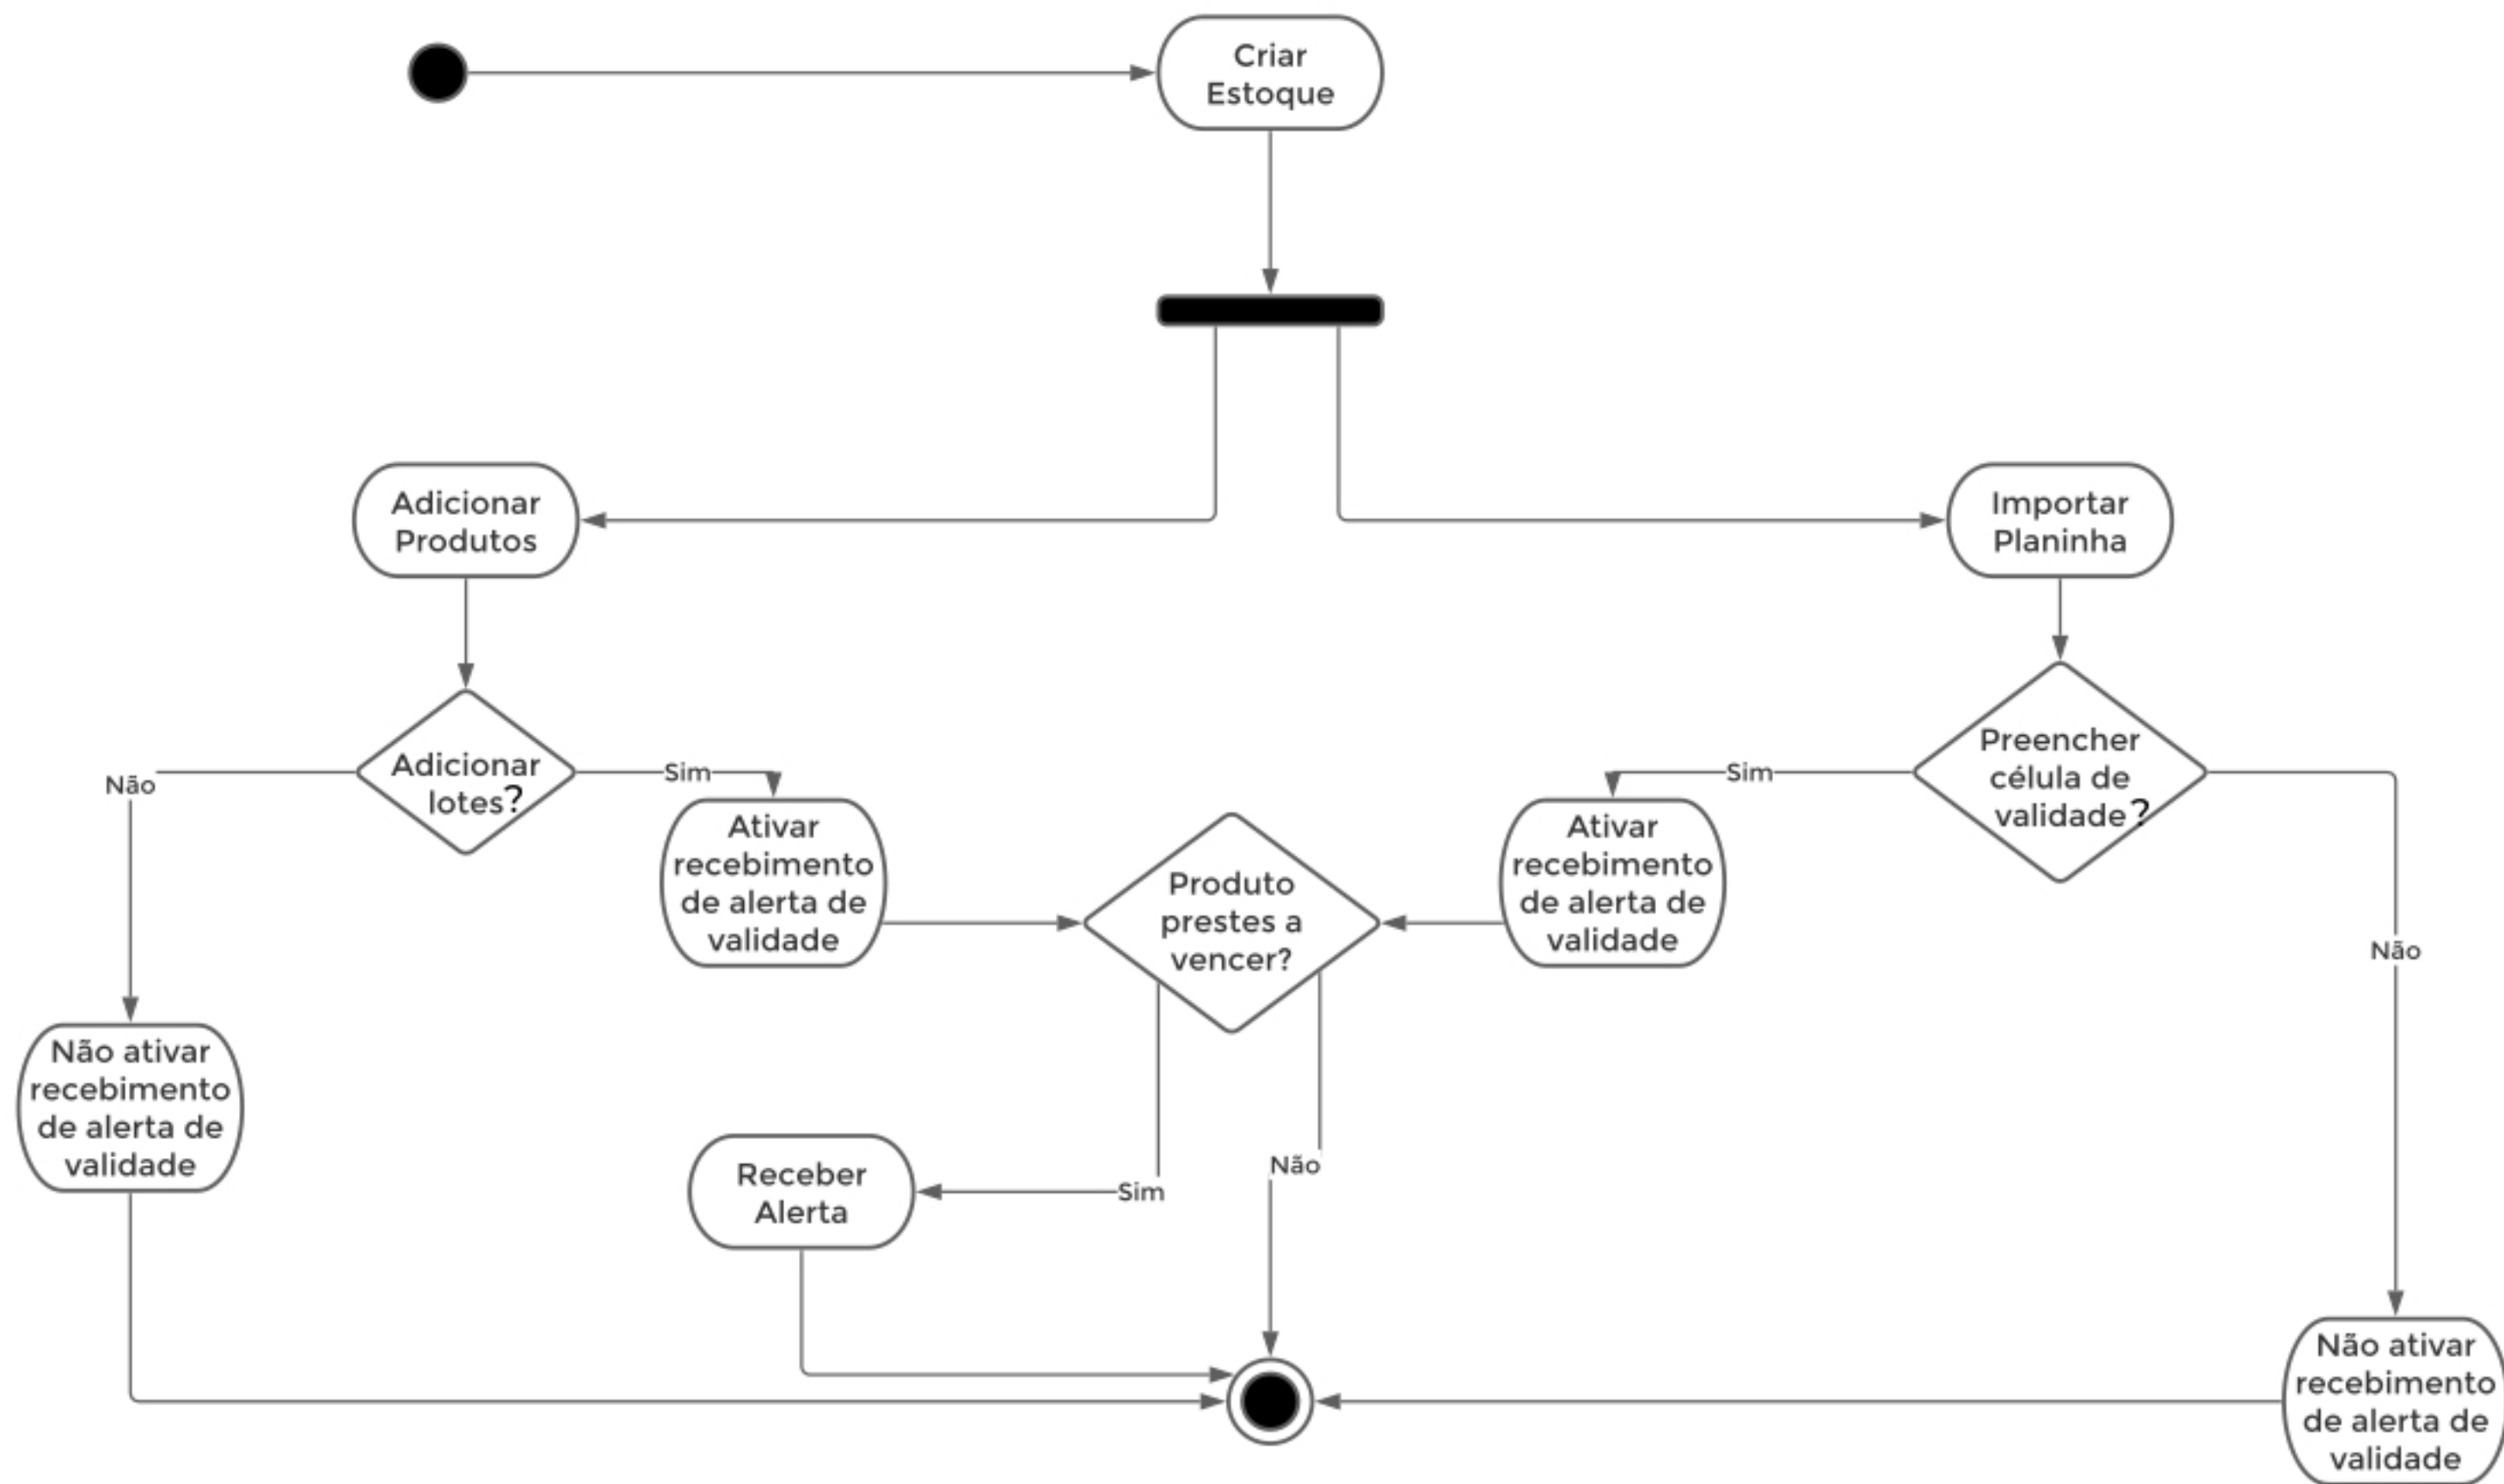 Criar
Estoque
Adicionar
Produtos
Importar
Planinha
Adicionar
lotes?
Não
Sim
Ativar
recebimento
de alerta de
validade
Produto
prestes a
vencer?
Ativar
recebimento
de alerta de
validade
Sim
Preencher
célula de
validade?
Não
Não ativar
recebimento
de alerta de
validade
Receber
Alerta
Sim
Não
Não ativar
recebimento
de alerta de
validade